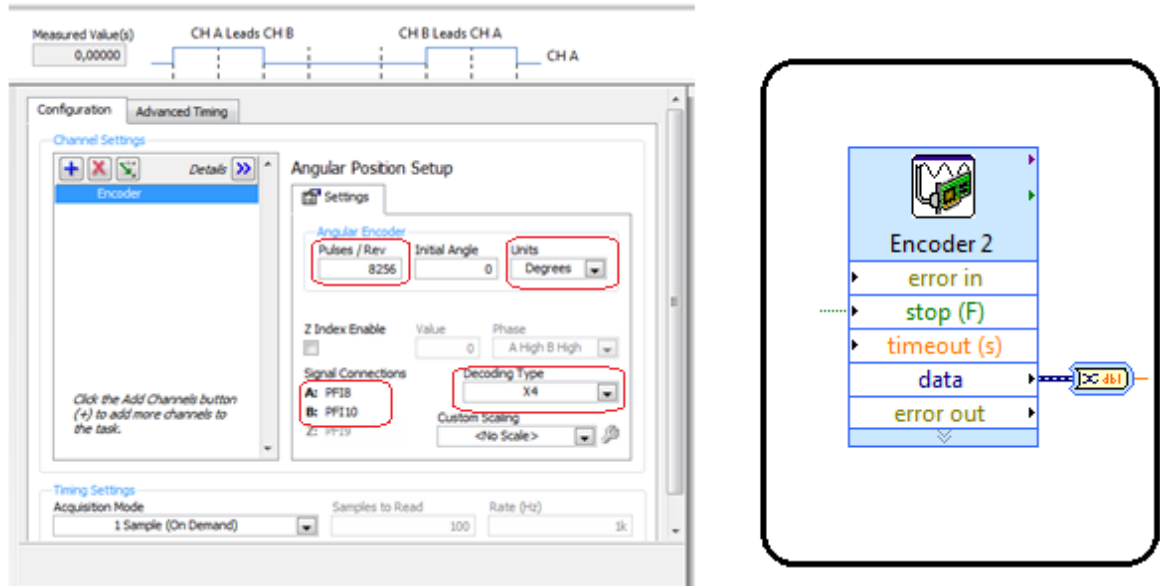 Measured Value(s)
CH A Leads CH B
CH B Leads CH A
0,00000
CH A
Configuration
Advanced Timing
Channel Settings
Details
Encoder
Click the Add Channels button
(+) to add more channels to
the task.
Angular Position Setup
Settings
Angular Encoder
Pulses / Rev
Initial Angle
Units
8256
0
Degrees
Z Index Enable
Value
Phase
0
A High B High
Signal Connections
Decoding Type
A: PFI8
X4
B: PFI10
Custom Scaling
Z: PFI9
<No Scale>
Timing Settings
Acquisition Mode
Samples to Read
Rate (Hz)
1 Sample (On Demand)
100
1k
Encoder 2
error in
stop (F)
timeout (s)
data
dbl
error out